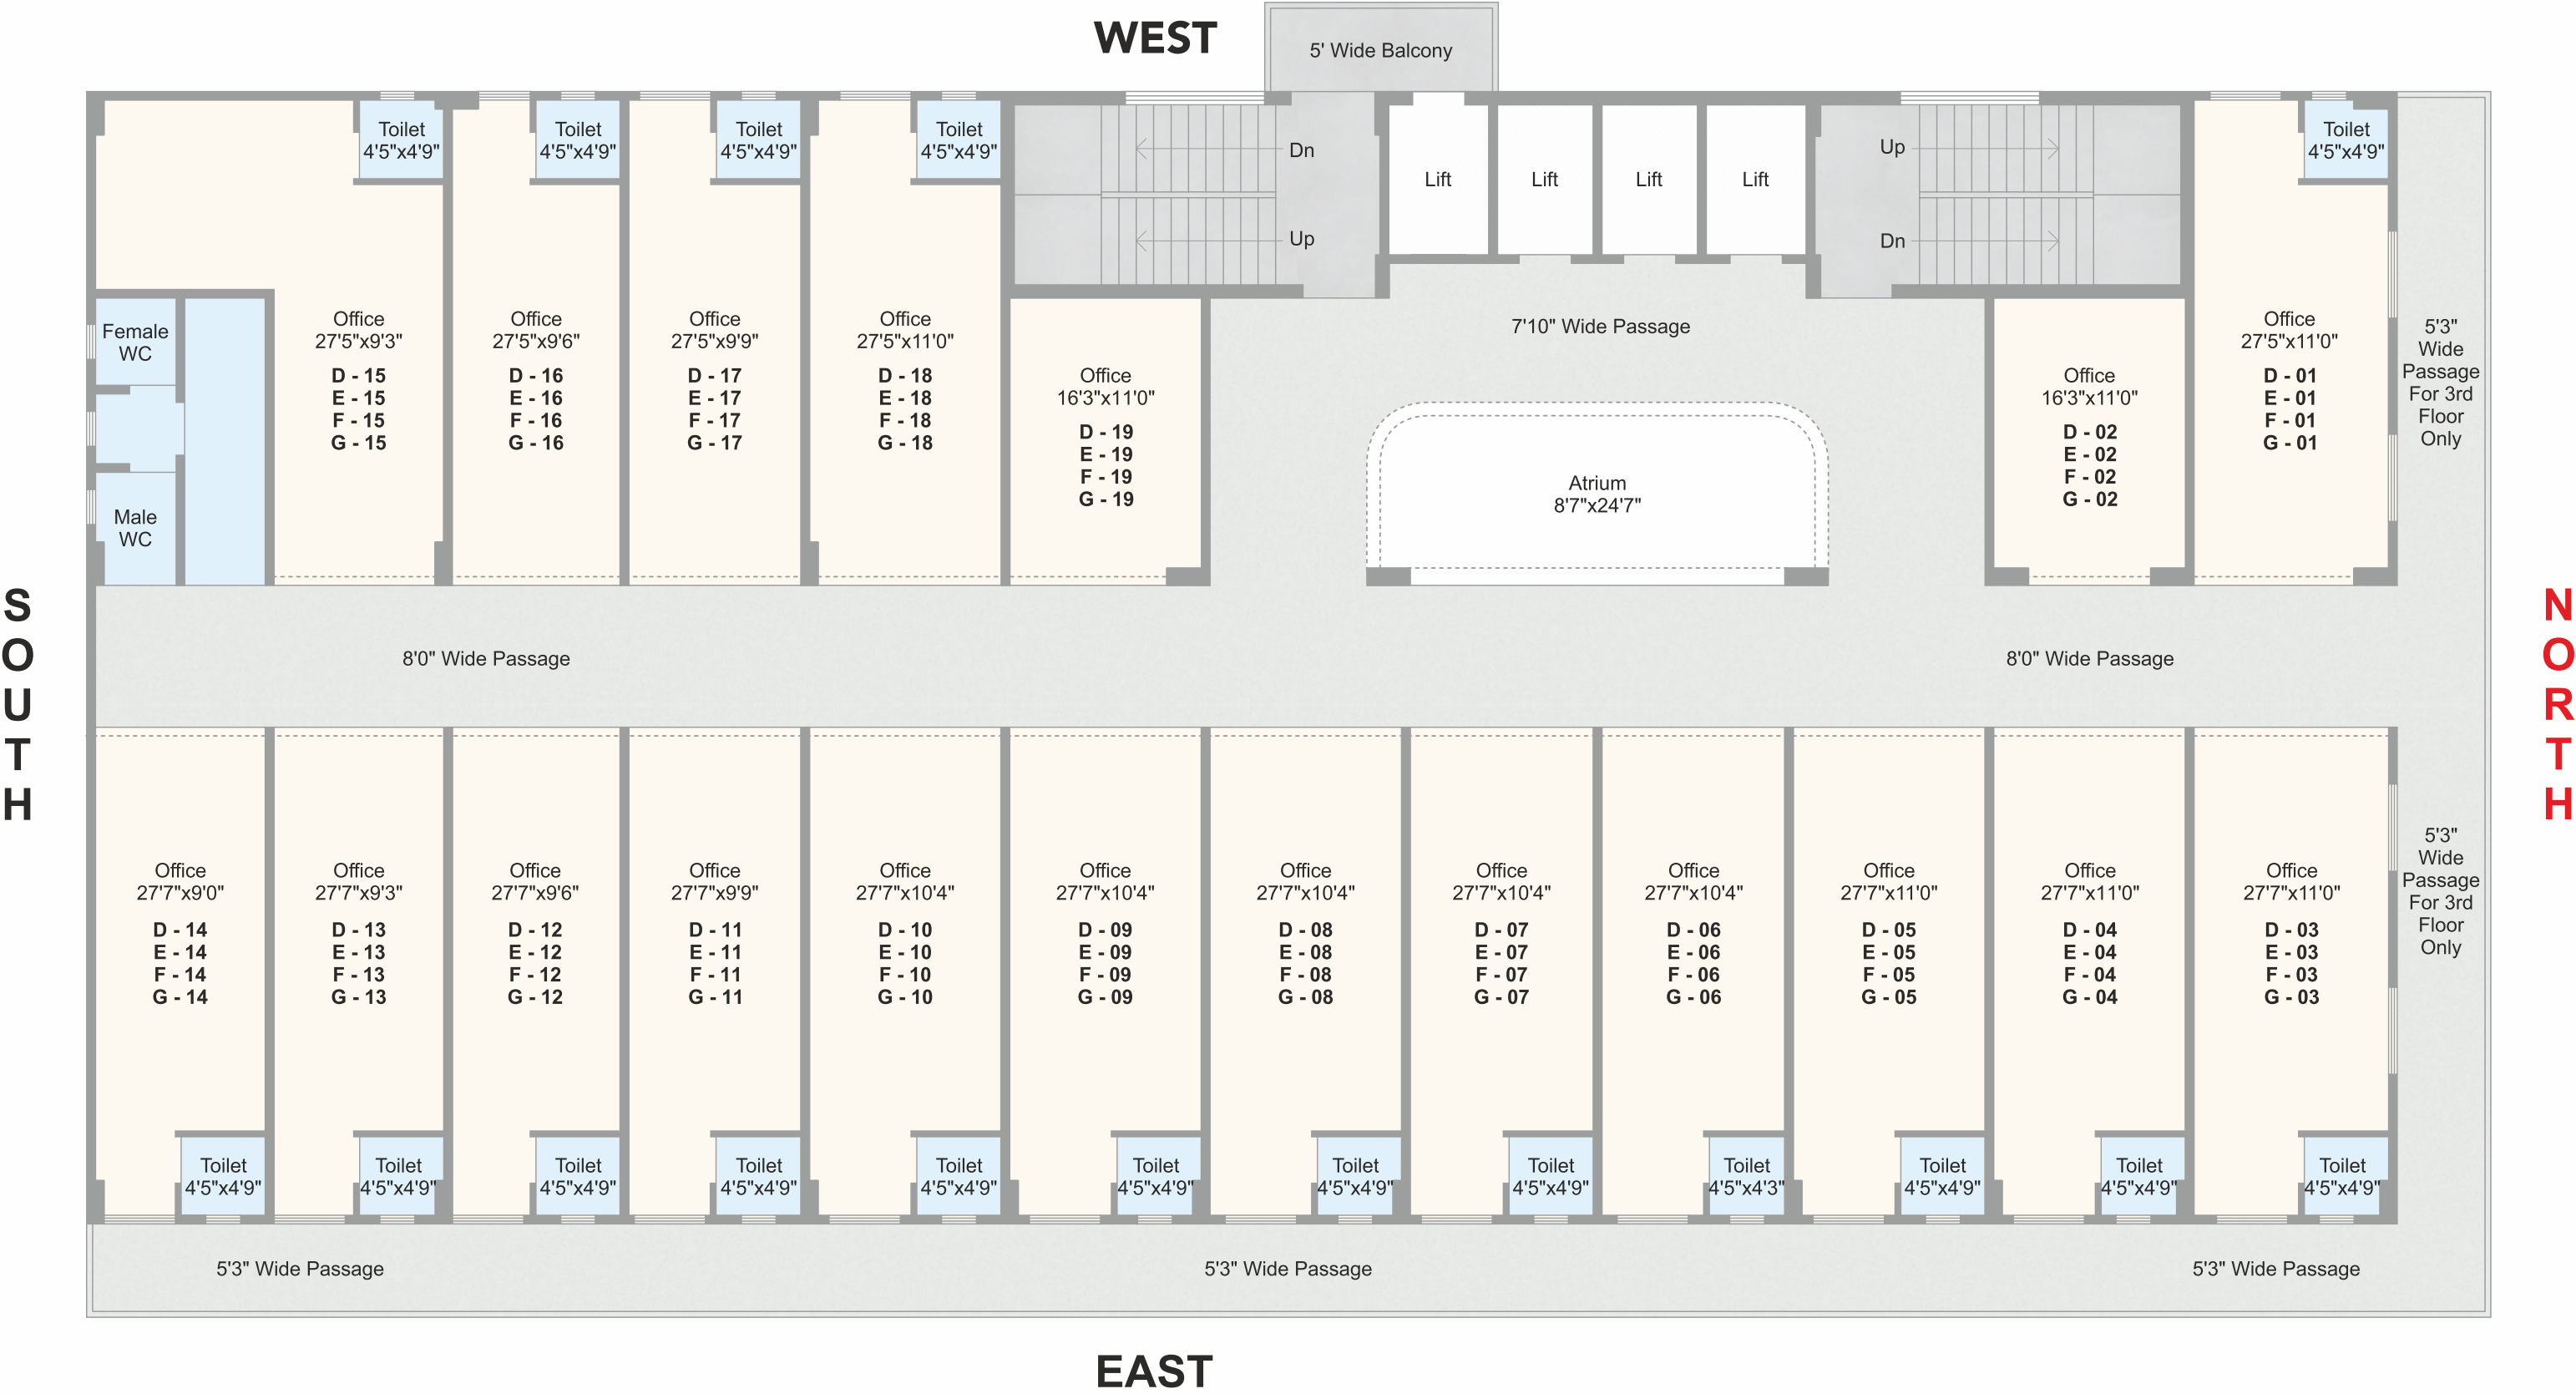 WEST
5' Wide Balcony
Toilet
4'5"x4'9"
Toilet
4'5"x4'9"
Toilet
4'5"x4'9"
Toilet
4'5"x4'9"
Dn
Up
Lift
Lift
Lift
Lift
Up
Dn
Toilet
4'5"x4'9"
Female
WC
Male
WC
Office
27'5"x9'3"
D - 15
E - 15
F - 15
G - 15
Office
27'5"x9'6"
D - 16
E - 16
F - 16
G - 16
Office
27'5"x9'9"
D - 17
E - 17
F - 17
G - 17
Office
27'5"x11'0"
D - 18
E - 18
F - 18
G - 18
Office
16'3"x11'0"
D - 19
E - 19
F - 19
G - 19
7'10" Wide Passage
Atrium
8'7"x24'7"
Office
16'3"x11'0"
D - 02
E - 02
F - 02
G - 02
Office
27'5"x11'0"
D - 01
E - 01
F - 01
G - 01
5'3"
Wide
Passage
For 3rd
Floor
Only
SOUTH
8'0" Wide Passage
8'0" Wide Passage
NORTH
Office
27'7"x9'0"
D - 14
E - 14
F - 14
G - 14
Office
27'7"x9'3"
D - 13
E - 13
F - 13
G - 13
Office
27'7"x9'6"
D - 12
E - 12
F - 12
G - 12
Office
27'7"x9'9"
D - 11
E - 11
F - 11
G - 11
Office
27'7"x10'4"
D - 10
E - 10
F - 10
G - 10
Office
27'7"x10'4"
D - 09
E - 09
F - 09
G - 09
Office
27'7"x10'4"
D - 08
E - 08
F - 08
G - 08
Office
27'7"x10'4"
D - 07
E - 07
F - 07
G - 07
Office
27'7"x10'4"
D - 06
E - 06
F - 06
G - 06
Office
27'7"x11'0"
D - 05
E - 05
F - 05
G - 05
Office
27'7"x11'0"
D - 04
E - 04
F - 04
G - 04
Office
27'7"x11'0"
D - 03
E - 03
F - 03
G - 03
5'3"
Wide
Passage
For 3rd
Floor
Only
Toilet
4'5"x4'9"
Toilet
4'5"x4'9"
Toilet
4'5"x4'9"
Toilet
4'5"x4'9"
Toilet
4'5"x4'9"
Toilet
4'5"x4'9"
Toilet
4'5"x4'9"
Toilet
4'5"x4'9"
Toilet
4'5"x4'3"
Toilet
4'5"x4'9"
Toilet
4'5"x4'9"
Toilet
4'5"x4'9"
5'3" Wide Passage
5'3" Wide Passage
5'3" Wide Passage
EAST